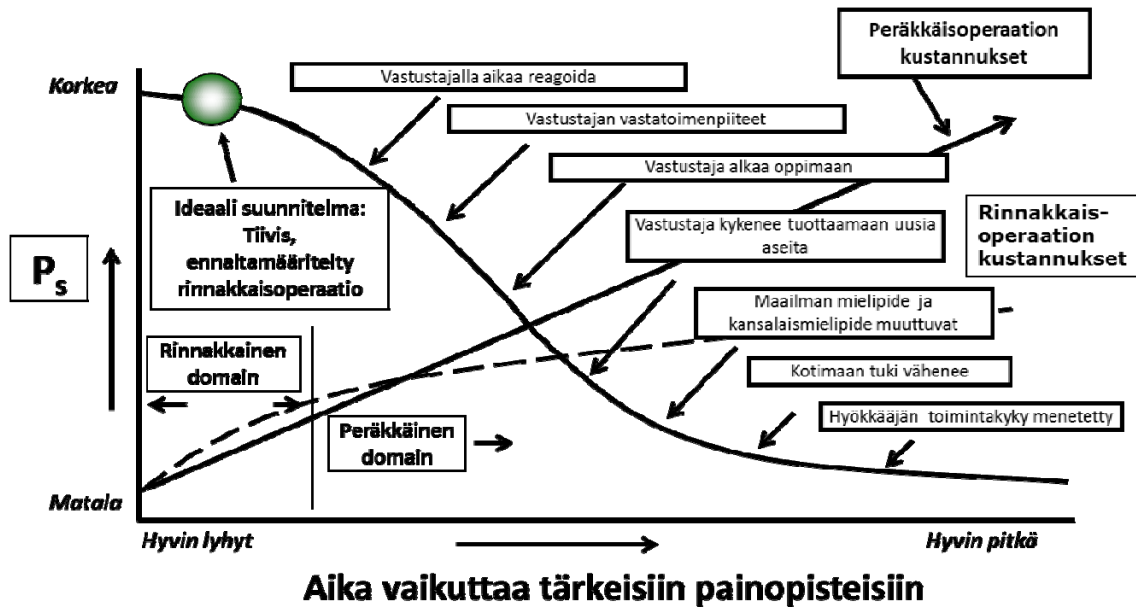 Peräkkäisoperaation
kustannukset
Korkea
Vastustajalla aikaa reagoida
Vastustajan vastatoimenpiiteet
Vastustaja alkaa oppimaan
Ideaali suunnitelma:
Tiivis,
ennaltamääritelty
rinnakkaisoperaatio
Vastustaja kykenee tuottaamaan uusia
aseita
Rinnakkais-
operaation
kustannukset
Ps
Maailman mielipide ja
kansalaismielipide muuttuvat
Rinnakkainen
domain
Kotimaan tuki vähenee
Hyökkääjän toimintakyky menetetty
Peräkkäinen
domain
Matala
Hyvin lyhyt
Hyvin pitkä
Aika vaikuttaa tärkeisiin painopisteisiin